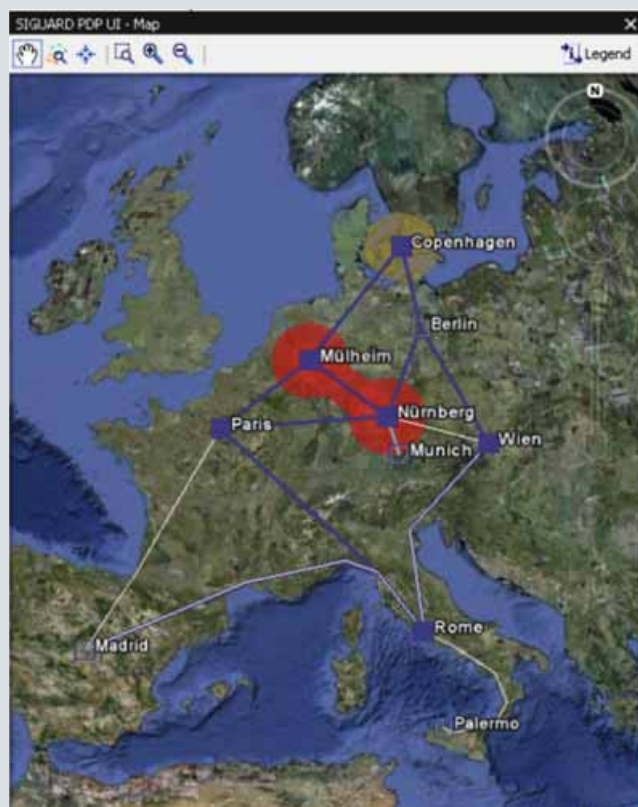 SIGUARD PDP UI - Map
Legend
N
Copenhagen
Berlin
Mülheim
Nürnberg
Paris
Wien
Munich
Rome
Madrid
Palermo